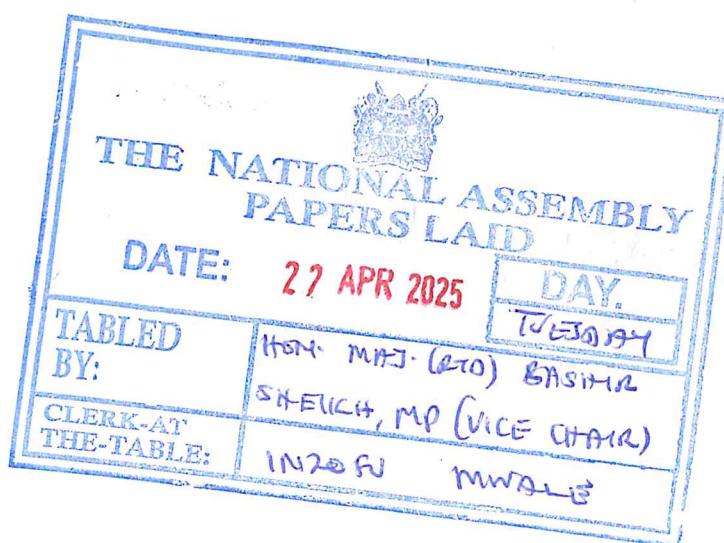 THE NATIONAL ASSEMBLY
PAPERS LAID
DATE: 22 APR 2025
DAY.
TUESDAY
TABLED
BY:
HON. MAJ. (RTD) BASHIR
SHEIKH, MP (VICE CHAIR)
CLERK-AT
THE-TABLE:
INZOFU MWALE